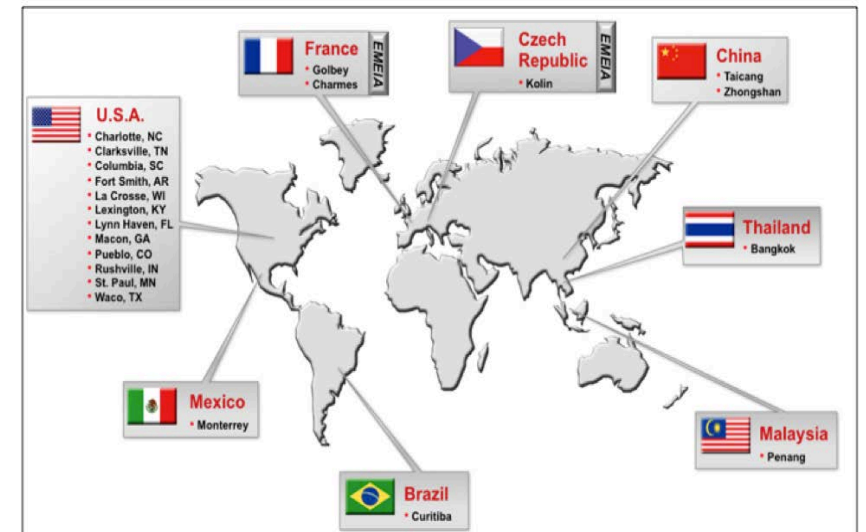 France
EMEIA
• Golbey
• Charmes
Czech
Republic
EMEIA
• Kolin
China
• Taicang
• Zhongshan
U.S.A.
• Charlotte, NC
• Clarksville, TN
• Columbia, SC
• Fort Smith, AR
• La Crosse, WI
• Lexington, KY
• Lynn Haven, FL
• Macon, GA
• Pueblo, CO
• Rushville, IN
• St. Paul, MN
• Waco, TX
Thailand
• Bangkok
Mexico
• Monterrey
Malaysia
• Penang
Brazil
• Curitiba